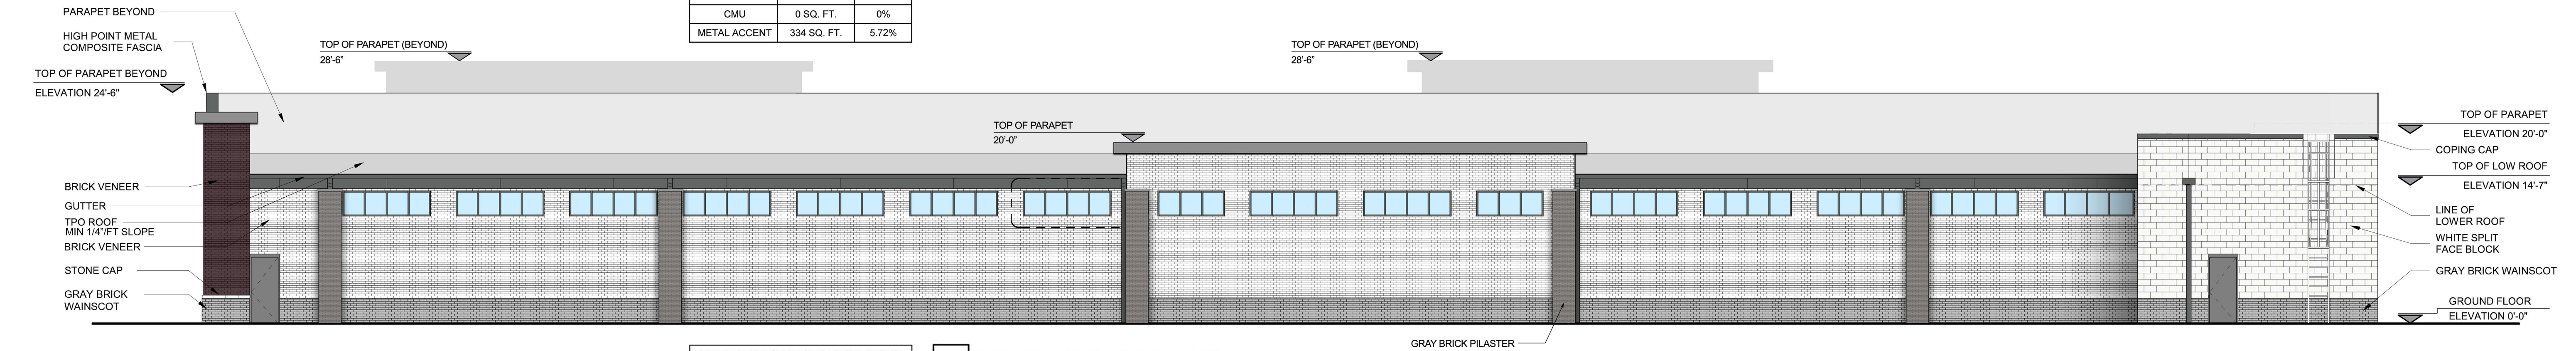 PARAPET BEYOND
HIGH POINT METAL
COMPOSITE FASCIA
TOP OF PARAPET BEYOND
ELEVATION 24'-6"
TOP OF PARAPET (BEYOND)
28'-6"
CMU 0 SQ. FT. 0%
METAL ACCENT 334 SQ. FT. 5.72%
TOP OF PARAPET (BEYOND)
28'-6"
TOP OF PARAPET
20'-0"
BRICK VENEER
GUTTER
TPO ROOF
MIN 1/4"/FT SLOPE
BRICK VENEER
STONE CAP
GRAY BRICK
WAINSCOT
GRAY BRICK PILASTER
TOP OF PARAPET
ELEVATION 20'-0"
COPING CAP
TOP OF LOW ROOF
ELEVATION 14'-7"
LINE OF
LOWER ROOF
WHITE SPLIT
FACE BLOCK
GRAY BRICK WAINSCOT
GROUND FLOOR
ELEVATION 0'-0"